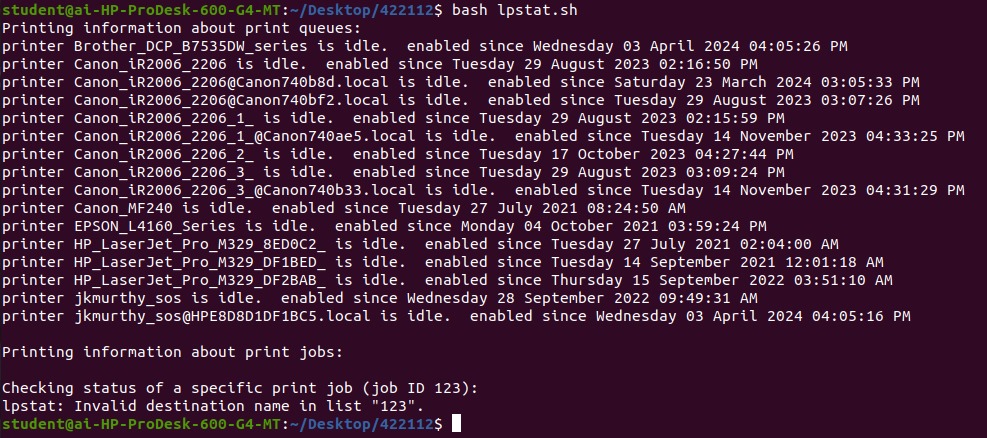 student@ai-HP-ProDesk-600-G4-MT:~/Desktop/422112$ bash lpstat.sh
Printing information about print queues:
printer Brother_DCP_B7535DW_series is idle.  enabled since Wednesday 03 April 2024 04:05:26 PM
printer Canon_iR2006_2206 is idle.  enabled since Tuesday 29 August 2023 02:16:50 PM
printer Canon_iR2006_2206@Canon740b8d.local is idle.  enabled since Saturday 23 March 2024 03:05:33 PM
printer Canon_iR2006_2206@Canon740bf2.local is idle.  enabled since Tuesday 29 August 2023 03:07:26 PM
printer Canon_iR2006_2206_1_ is idle.  enabled since Tuesday 29 August 2023 02:15:59 PM
printer Canon_iR2006_2206_1_@Canon740ae5.local is idle.  enabled since Tuesday 14 November 2023 04:33:25 PM
printer Canon_iR2006_2206_2_ is idle.  enabled since Tuesday 17 October 2023 04:27:44 PM
printer Canon_iR2006_2206_3_ is idle.  enabled since Tuesday 29 August 2023 03:09:24 PM
printer Canon_iR2006_2206_3_@Canon740b33.local is idle.  enabled since Tuesday 14 November 2023 04:31:29 PM
printer Canon_MF240 is idle.  enabled since Tuesday 27 July 2021 08:24:50 AM
printer EPSON_L4160_Series is idle.  enabled since Monday 04 October 2021 03:59:24 PM
printer HP_LaserJet_Pro_M329_8ED0C2_ is idle.  enabled since Tuesday 27 July 2021 02:04:00 AM
printer HP_LaserJet_Pro_M329_DF1BED_ is idle.  enabled since Tuesday 14 September 2021 12:01:18 AM
printer HP_LaserJet_Pro_M329_DF2BAB_ is idle.  enabled since Thursday 15 September 2022 03:51:10 AM
printer jkmurthy_sos is idle.  enabled since Wednesday 28 September 2022 09:49:31 AM
printer jkmurthy_sos@HPE8D8D1DF1BC5.local is idle.  enabled since Wednesday 03 April 2024 04:05:16 PM
Printing information about print jobs:
Checking status of a specific print job (job ID 123):
lpstat: Invalid destination name in list "123".
student@ai-HP-ProDesk-600-G4-MT:~/Desktop/422112$